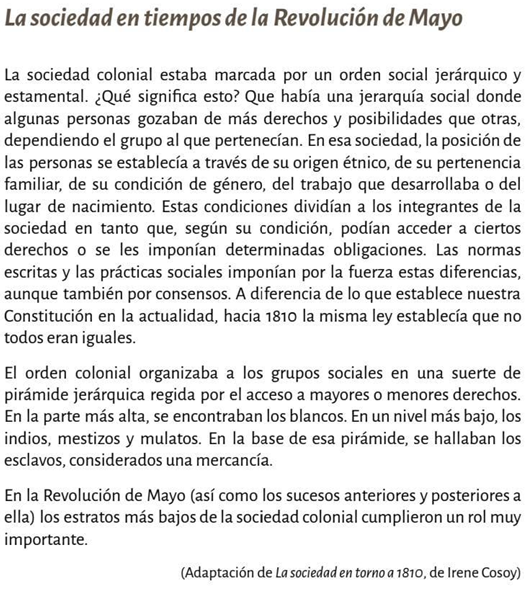 La sociedad en tiempos de la Revolución de Mayo
La sociedad colonial estaba marcada por un orden social jerárquico y
estamental. ¿Qué significa esto? Que había una jerarquía social donde
algunas personas gozaban de más derechos y posibilidades que otras,
dependiendo el grupo al que pertenecían. En esa sociedad, la posición de
las personas se establecía a través de su origen étnico, de su pertenencia
familiar, de su condición de género, del trabajo que desarrollaba o del
lugar de nacimiento. Estas condiciones dividían a los integrantes de la
sociedad en tanto que, según su condición, podían acceder a ciertos
derechos o se les imponían determinadas obligaciones. Las normas
escritas y las prácticas sociales imponían por la fuerza estas diferencias,
aunque también por consensos. A diferencia de lo que establece nuestra
Constitución en la actualidad, hacia 1810 la misma ley establecía que no
todos eran iguales.
El orden colonial organizaba a los grupos sociales en una suerte de
pirámide jerárquica regida por el acceso a mayores o menores derechos.
En la parte más alta, se encontraban los blancos. En un nivel más bajo, los
indios, mestizos y mulatos. En la base de esa pirámide, se hallaban los
esclavos, considerados una mercancía.
En la Revolución de Mayo (así como los sucesos anteriores y posteriores a
ella) los estratos más bajos de la sociedad colonial cumplieron un rol muy
importante.
(Adaptación de La sociedad en torno a 1810, de Irene Cosoy)